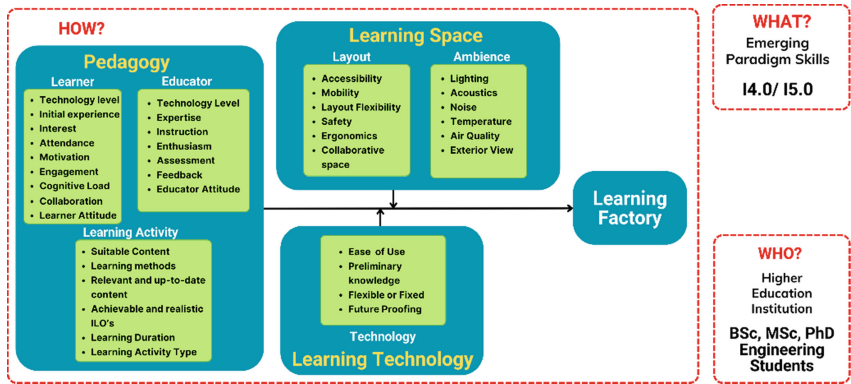 HOW?
Pedagogy
Learner
• Technology level
• Initial experience
• Interest
• Attendance
• Motivation
• Engagement
• Cognitive Load
• Collaboration
• Learner Attitude
Educator
• Technology Level
• Expertise
• Instruction
• Enthusiasm
• Assessment
• Feedback
• Educator Attitude
Learning Activity
• Suitable Content
• Learning methods
• Relevant and up-to-date
content
• Achievable and realistic
ILO's
• Learning Duration
• Learning Activity Type
Learning Space
Layout
• Accessibility
• Mobility
• Layout Flexibility
• Safety
• Ergonomics
• Collaborative
space
Ambience
• Lighting
• Acoustics
• Noise
• Temperature
• Air Quality
• Exterior View
• Ease of Use
• Preliminary
knowledge
• Flexible or Fixed
• Future Proofing
Technology
Learning Technology
Learning
Factory
WHAT?
Emerging
Paradigm Skills
I4.0/ I5.0
WHO?
Higher
Education
Institution
BSc, MSc, PhD
Engineering
Students